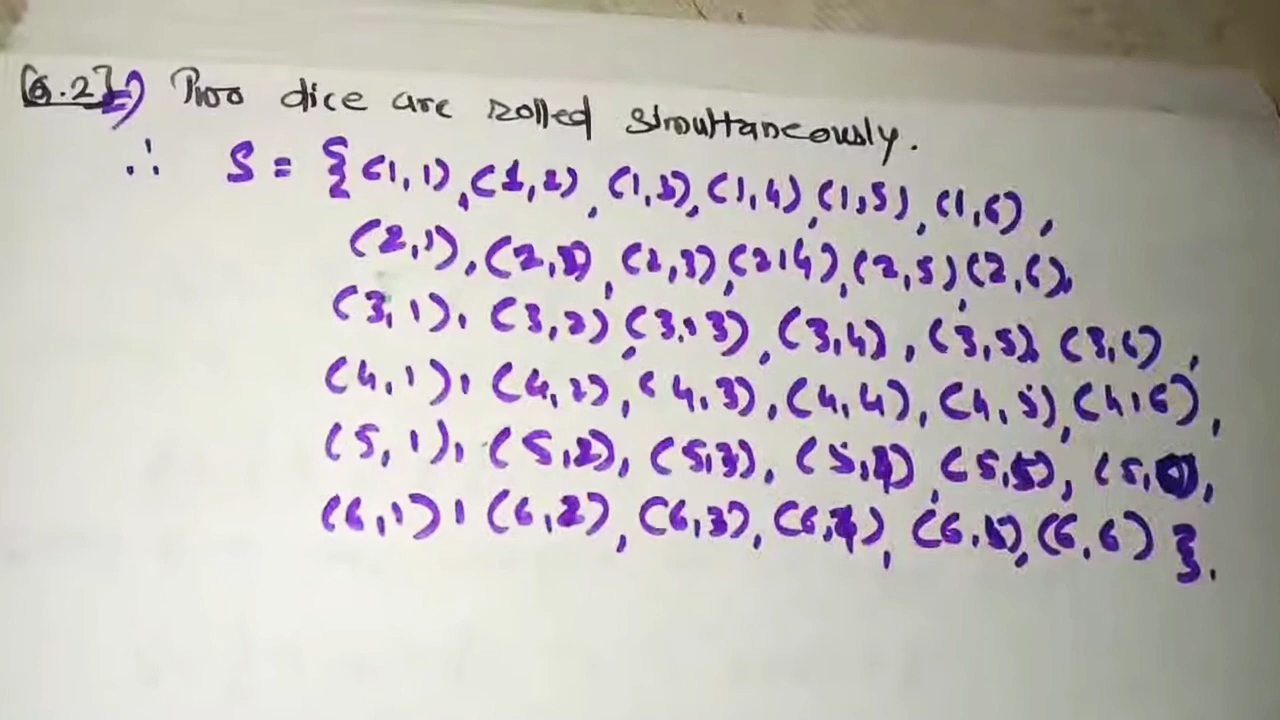 [Q.2]⇒ Two dice are rolled simultaneously.
∴ S = {(1,1), (1,2), (1,3), (1,4), (1,5), (1,6),
(2,1), (2,2), (2,3), (2,4), (2,5), (2,6),
(3,1), (3,2), (3,3), (3,4), (3,5), (3,6),
(4,1), (4,2), (4,3), (4,4), (4,5), (4,6),
(5,1), (5,2), (5,3), (5,4), (5,5), (5,6),
(6,1), (6,2), (6,3), (6,4), (6,5), (6,6) }.